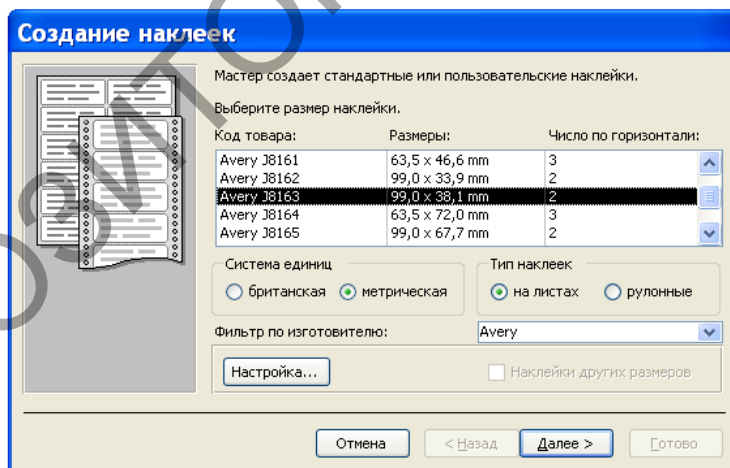 Создание наклеек
Мастер создает стандартные или пользовательские наклейки.
Выберите размер наклейки.
Код товара: Размеры: Число по горизонтали:
Avery J8161 63,5 x 46,6 mm 3
Avery J8162 99,0 x 33,9 mm 2
Avery J8163 99,0 x 38,1 mm 2
Avery J8164 63,5 x 72,0 mm 3
Avery J8165 99,0 x 67,7 mm 2
Система единиц Тип наклеек
британская метрическая на листах рулонные
Фильтр по изготовителю: Avery
Настройка... Наклейки других размеров
Отмена < Назад Далее > Готово